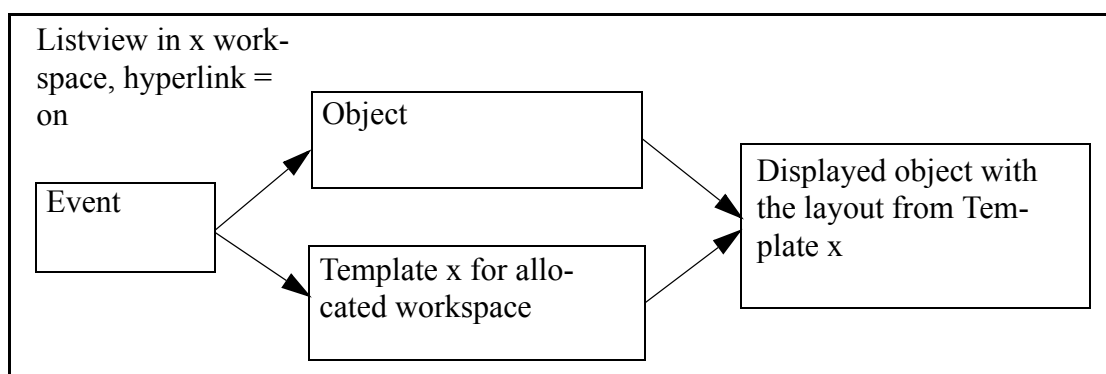 Listview in x work-
space, hyperlink =
on
Object
Event
Displayed object with
the layout from Tem-
plate x
Template x for allo-
cated workspace